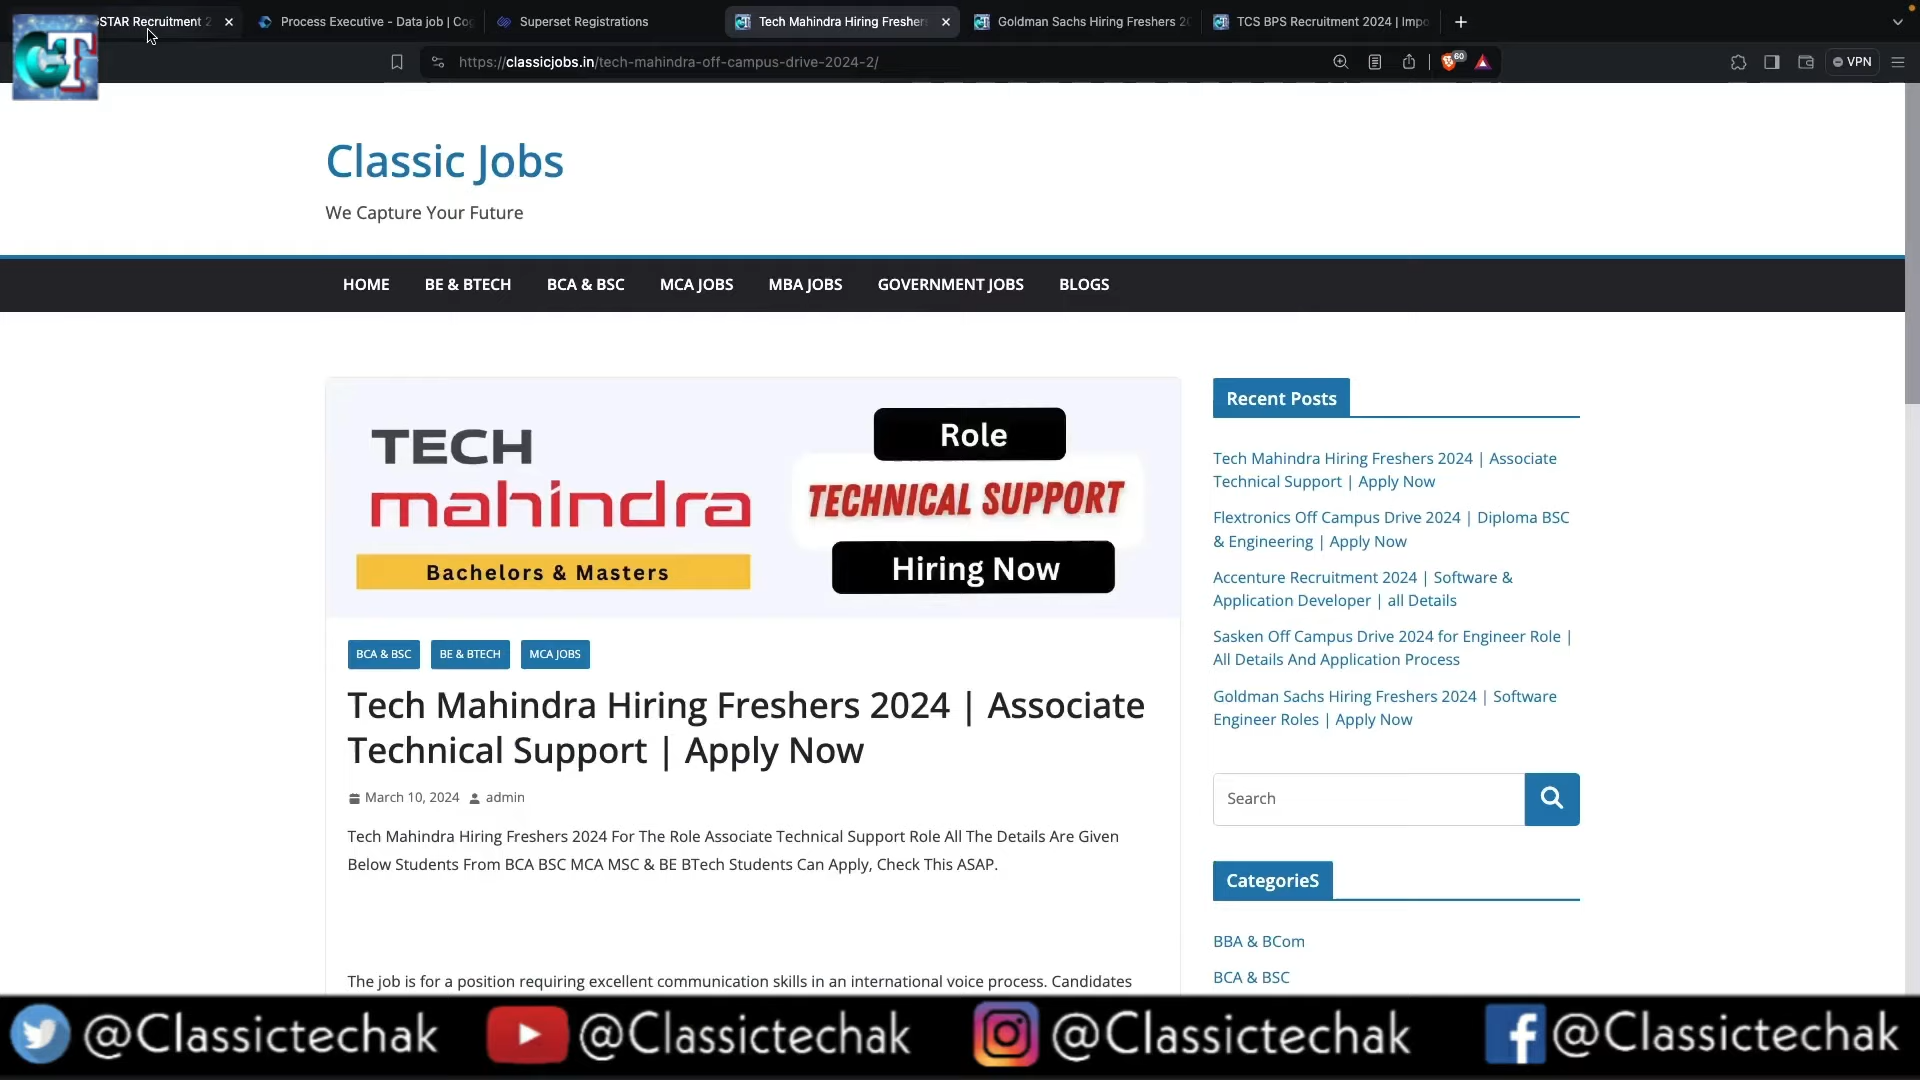 STAR Recruitment 2
Process Executive - Data job | Cog
Superset Registrations
Tech Mahindra Hiring Freshers
Goldman Sachs Hiring Freshers 20
TCS BPS Recruitment 2024 | Impo
CT
https://classicjobs.in/tech-mahindra-off-campus-drive-2024-2/
60
VPN
Classic Jobs
We Capture Your Future
HOME
BE & BTECH
BCA & BSC
MCA JOBS
MBA JOBS
GOVERNMENT JOBS
BLOGS
TECH
mahindra
Bachelors & Masters
Role
TECHNICAL SUPPORT
Hiring Now
BCA & BSC
BE & BTECH
MCA JOBS
Tech Mahindra Hiring Freshers 2024 | Associate
Technical Support | Apply Now
March 10, 2024
admin
Tech Mahindra Hiring Freshers 2024 For The Role Associate Technical Support Role All The Details Are Given
Below Students From BCA BSC MCA MSC & BE BTech Students Can Apply, Check This ASAP.
The job is for a position requiring excellent communication skills in an international voice process. Candidates
Recent Posts
Tech Mahindra Hiring Freshers 2024 | Associate
Technical Support | Apply Now
Flextronics Off Campus Drive 2024 | Diploma BSC
& Engineering | Apply Now
Accenture Recruitment 2024 | Software &
Application Developer | all Details
Sasken Off Campus Drive 2024 for Engineer Role |
All Details And Application Process
Goldman Sachs Hiring Freshers 2024 | Software
Engineer Roles | Apply Now
Search
CategorieS
BBA & BCom
BCA & BSC
@Classictechak
@Classictechak
@Classictechak
@Classictechak